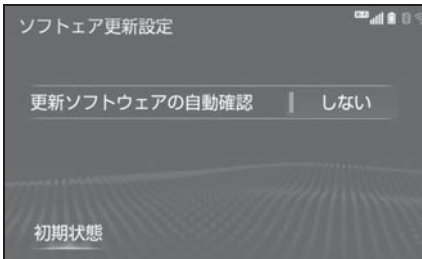 ソフトェア更新設定
更新ソフトウェアの自動確認 しない
初期状態